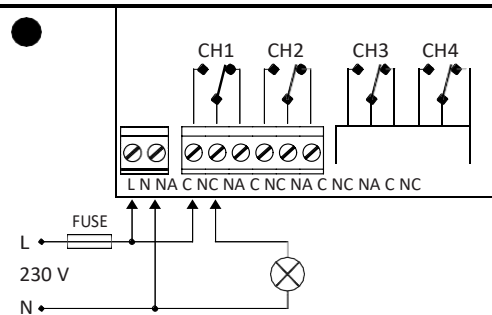 CH1 CH2 CH3 CH4
L N NA C NC NA C NC NA C NC NA C NC
FUSE
L
230 V
N